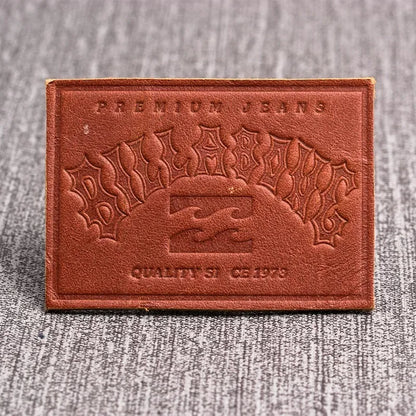 PREMIUM JEANS
BILLABONG
QUALITY SI CE 1973